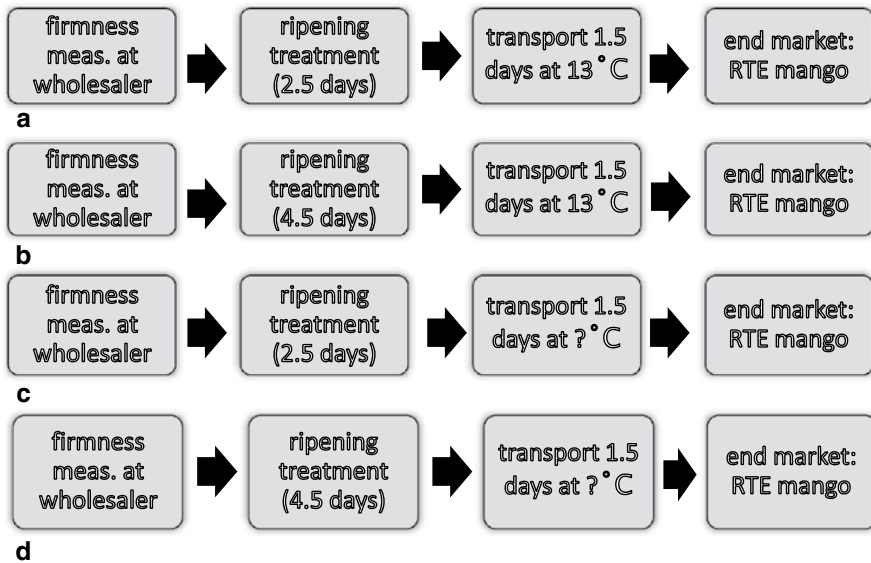 firmness
meas. at
wholesaler
ripening
treatment
(2.5 days)
transport 1.5
days at 13°C
end market:
RTE mango
a
firmness
meas. at
wholesaler
ripening
treatment
(4.5 days)
transport 1.5
days at 13°C
end market:
RTE mango
b
firmness
meas. at
wholesaler
ripening
treatment
(2.5 days)
transport 1.5
days at ?°C
end market:
RTE mango
c
firmness
meas. at
wholesaler
ripening
treatment
(4.5 days)
transport 1.5
days at ?°C
end market:
RTE mango
d